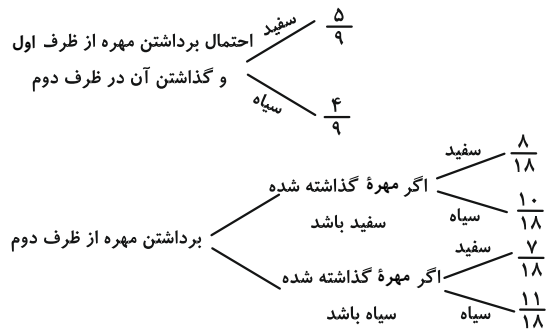 احتمال برداشتن مهره از ظرف اول
و گذاشتن آن در ظرف دوم
سفید
۵/۹
سیاه
۴/۹
برداشتن مهره از ظرف دوم
اگر مهرهٔ گذاشته شده
سفید باشد
سفید
۸/۱۸
سیاه
۱۰/۱۸
اگر مهرهٔ گذاشته شده
سیاه باشد
سفید
۷/۱۸
سیاه
۱۱/۱۸